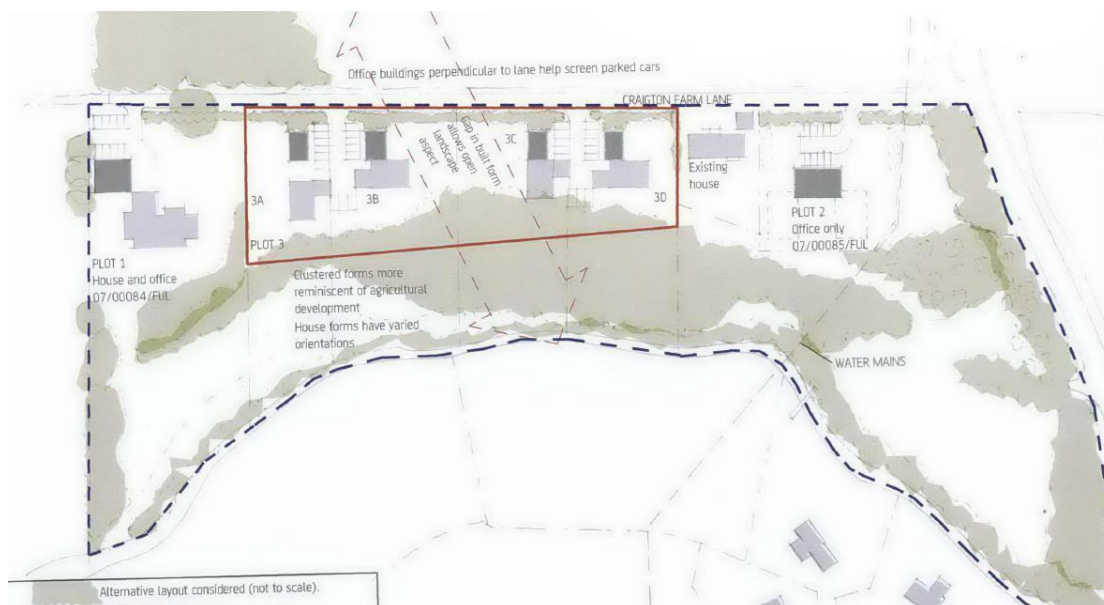 Office buildings perpendicular to lane help screen parked cars
CRAIGTON FARM LANE
Gap in built form
allows open
landscape
aspect
3C
Existing
house
3A
3B
3D
PLOT 3
PLOT 2
Office only
07/00085/FUL
PLOT 1
House and office
07/00084/FUL
Clustered forms more
reminiscent of agricultural
development
House forms have varied
orientations
WATER MAINS
Alternative layout considered (not to scale).